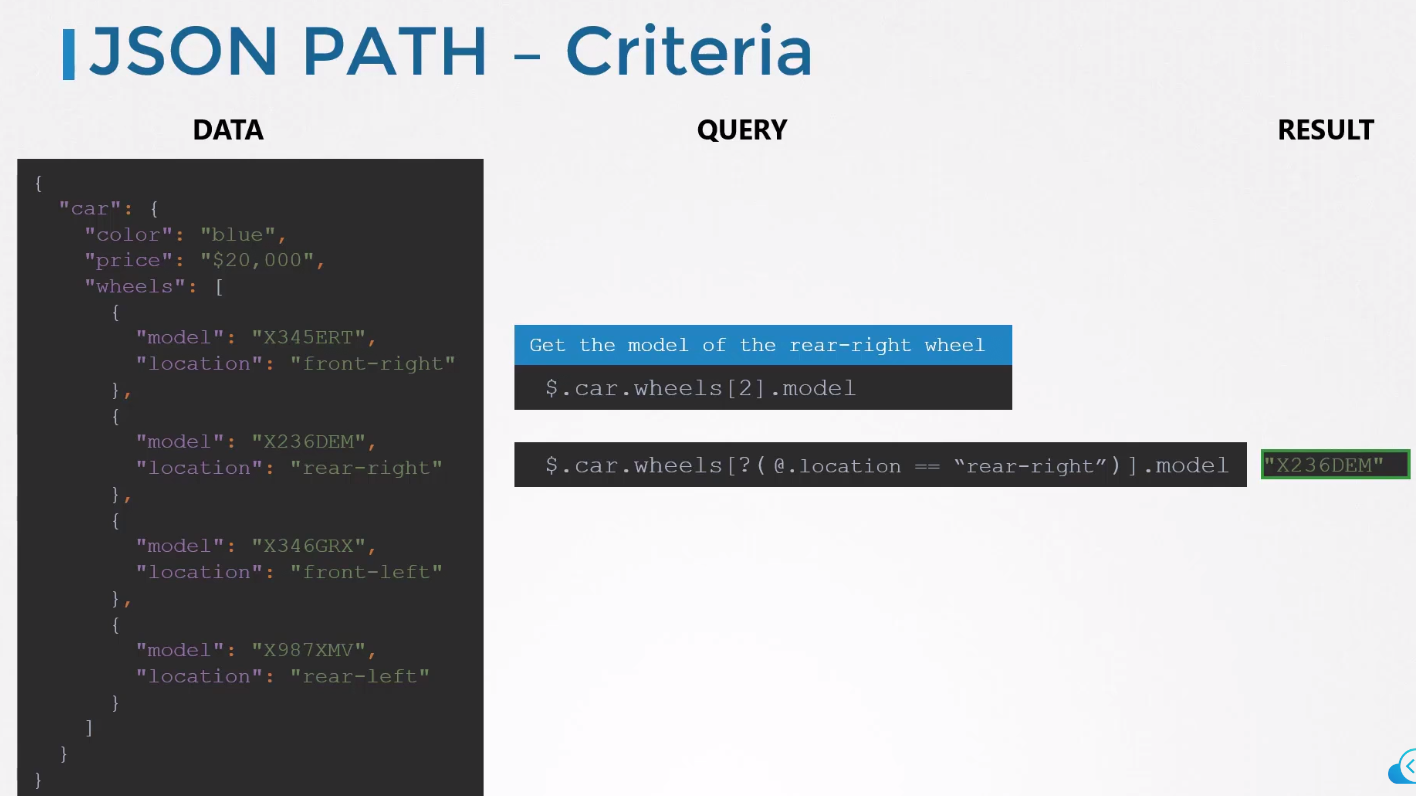 JSON PATH – Criteria
DATA
QUERY
RESULT
{
"car": {
"color": "blue",
"price": "$20,000",
"wheels": [
{
"model": "X345ERT",
"location": "front-right"
},
{
"model": "X236DEM",
"location": "rear-right"
},
{
"model": "X346GRX",
"location": "front-left"
},
{
"model": "X987XMV",
"location": "rear-left"
}
]
}
}
Get the model of the rear-right wheel
$.car.wheels[2].model
$.car.wheels[?(@.location == “rear-right”)].model
"X236DEM"